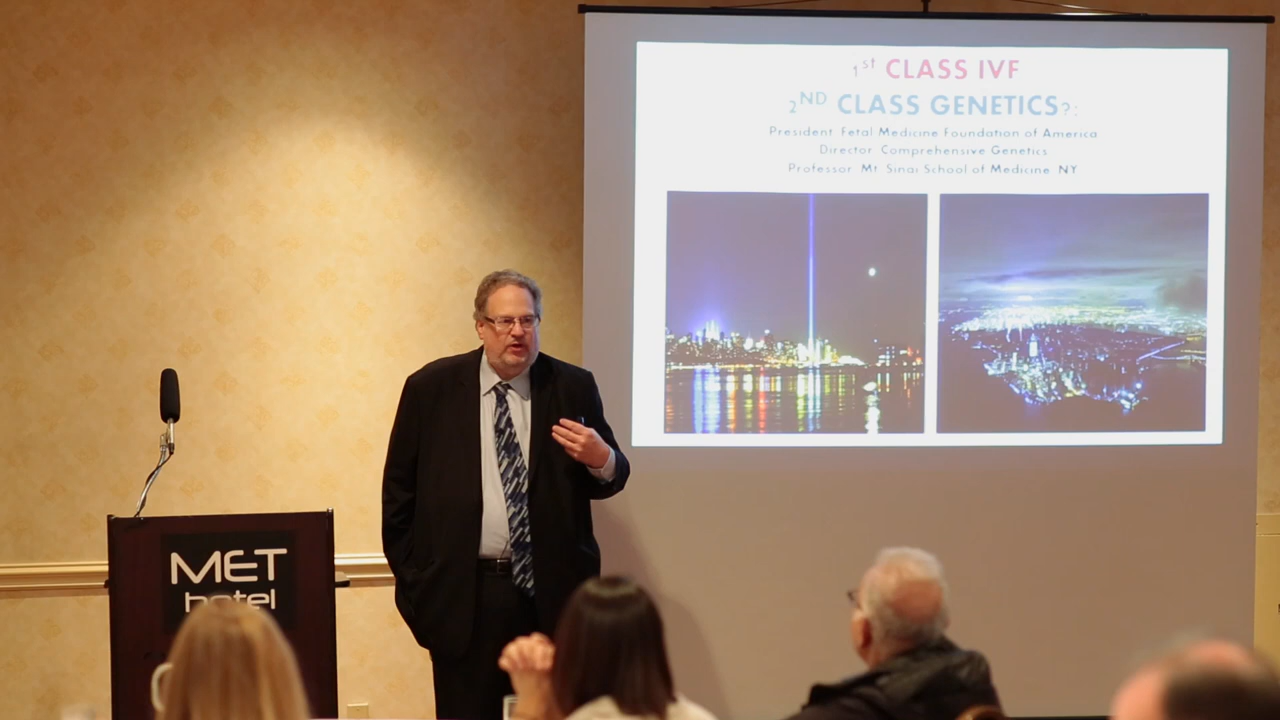 1st CLASS IVF
2ND CLASS GENETICS?:
President Fetal Medicine Foundation of America
Director Comprehensive Genetics
Professor Mt Sinai School of Medicine NY
MET
hotel